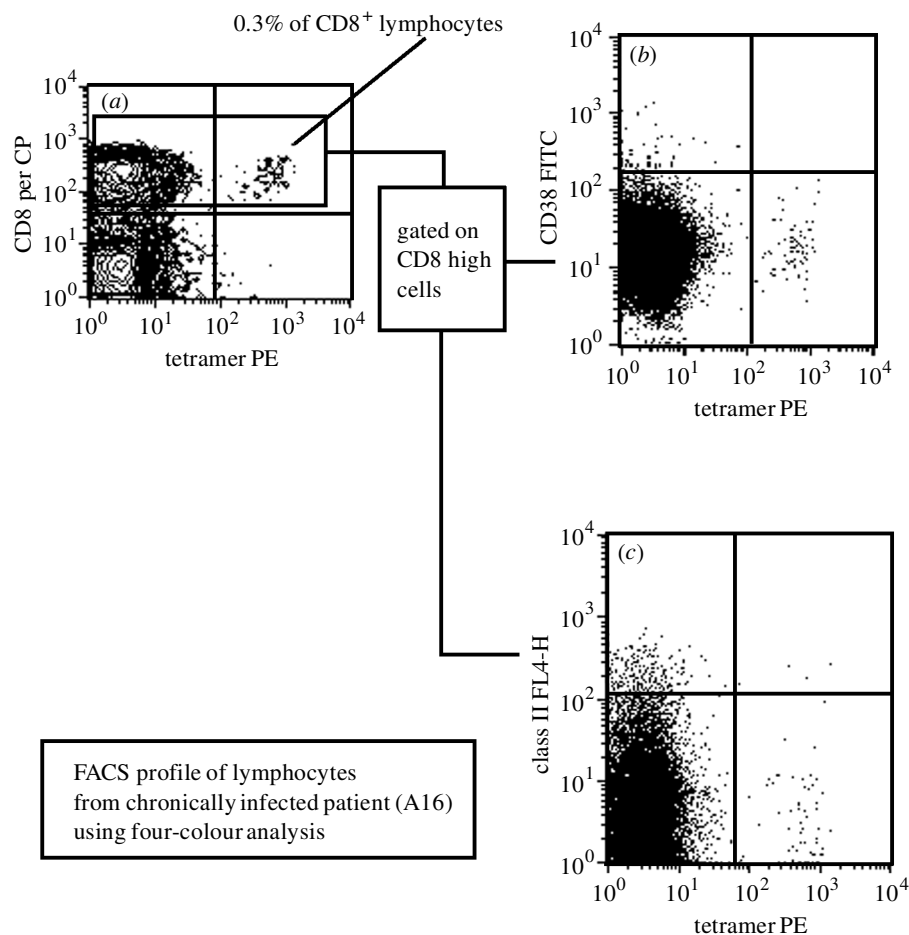 0.3% of CD8⁺ lymphocytes
(a)
CD8 per CP
10⁴
10³
10²
10¹
10⁰
10⁰ 10¹ 10² 10³ 10⁴
tetramer PE
gated on
CD8 high
cells
(b)
CD38 FITC
10⁴
10³
10²
10¹
10⁰
10⁰ 10¹ 10² 10³ 10⁴
tetramer PE
(c)
class II FL4-H
10⁴
10³
10²
10¹
10⁰
10⁰ 10¹ 10² 10³ 10⁴
tetramer PE
FACS profile of lymphocytes
from chronically infected patient (A16)
using four-colour analysis